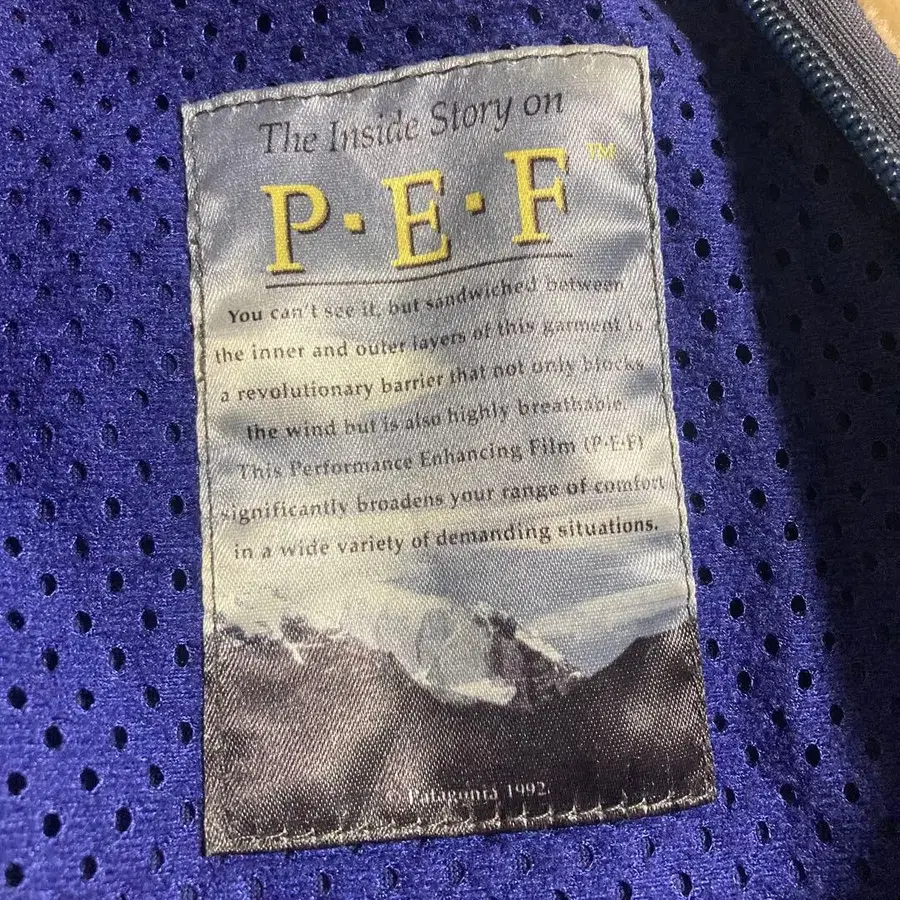 The Inside Story on
P·E·F™
You can't see it, but sandwiched between
the inner and outer layers of this garment is
a revolutionary barrier that not only blocks
the wind but is also highly breathable.
This Performance Enhancing Film (P·E·F)
significantly broadens your range of comfort
in a wide variety of demanding situations.
© Patagonia 1992.